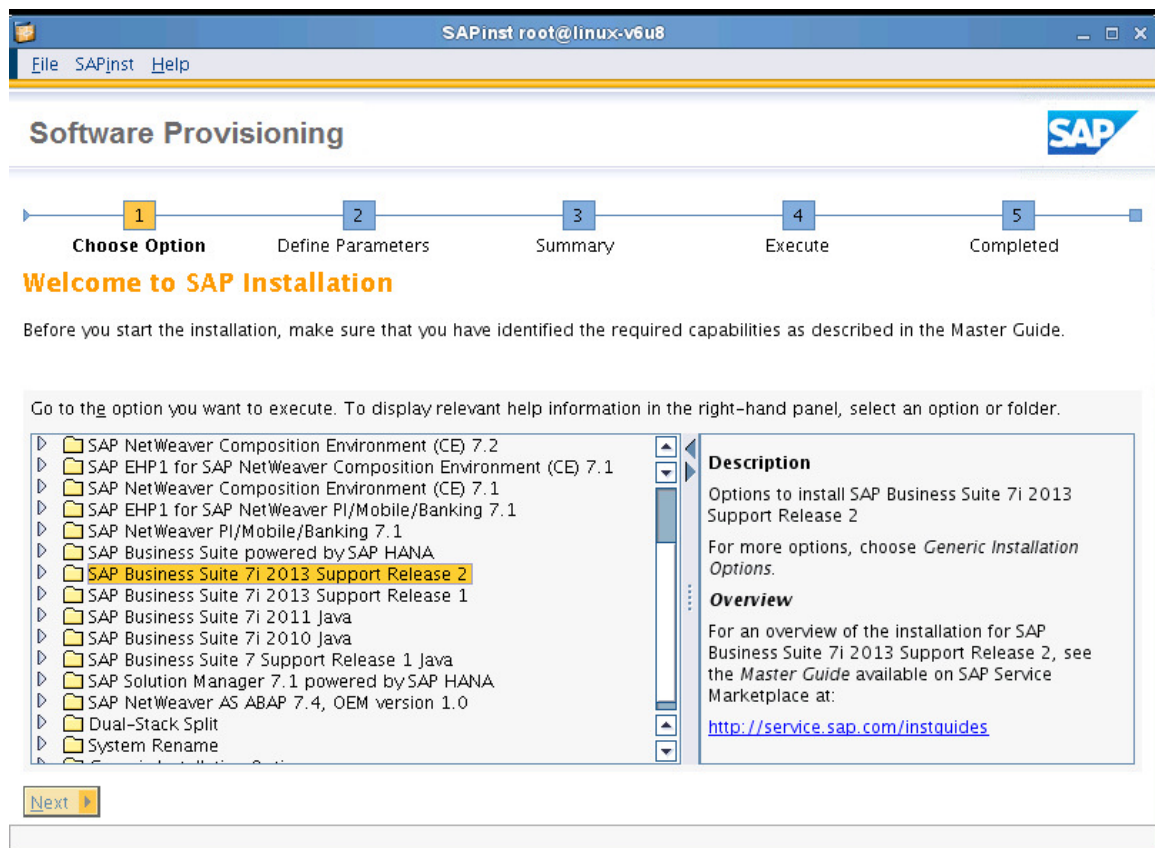 SAPinst root@linux-v6u8
File SAPinst Help
Software Provisioning
SAP
1 2 3 4 5
Choose Option Define Parameters Summary Execute Completed
Welcome to SAP Installation
Before you start the installation, make sure that you have identified the required capabilities as described in the Master Guide.
Go to the option you want to execute. To display relevant help information in the right-hand panel, select an option or folder.
SAP NetWeaver Composition Environment (CE) 7.2
SAP EHP1 for SAP NetWeaver Composition Environment (CE) 7.1
SAP NetWeaver Composition Environment (CE) 7.1
SAP EHP1 for SAP NetWeaver PI/Mobile/Banking 7.1
SAP NetWeaver PI/Mobile/Banking 7.1
SAP Business Suite powered by SAP HANA
SAP Business Suite 7i 2013 Support Release 2
SAP Business Suite 7i 2013 Support Release 1
SAP Business Suite 7i 2011 Java
SAP Business Suite 7i 2010 Java
SAP Business Suite 7 Support Release 1 Java
SAP Solution Manager 7.1 powered by SAP HANA
SAP NetWeaver AS ABAP 7.4, OEM version 1.0
Dual-Stack Split
System Rename
Description
Options to install SAP Business Suite 7i 2013
Support Release 2
For more options, choose Generic Installation
Options.
Overview
For an overview of the installation for SAP
Business Suite 7i 2013 Support Release 2, see
the Master Guide available on SAP Service
Marketplace at:
http://service.sap.com/instguides
Next